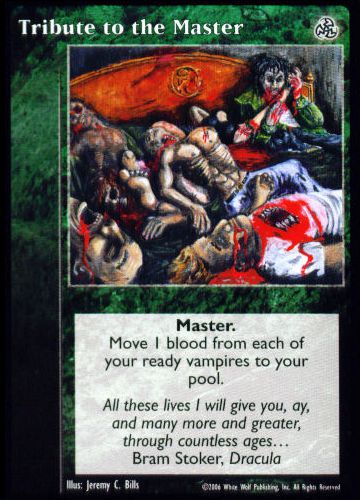 Tribute to the Master
Master.
Move 1 blood from each of
your ready vampires to your
pool.
All these lives I will give you, ay,
and many more and greater,
through countless ages…
Bram Stoker, Dracula
Illus: Jeremy C. Bills
©2006 White Wolf Publishing, Inc. All Rights Reserved